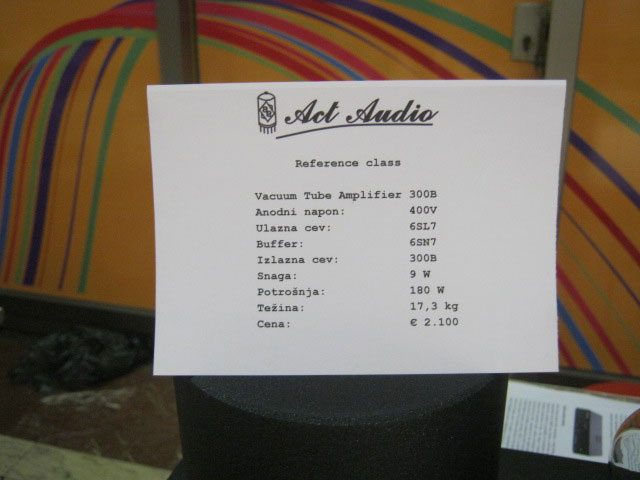 Act Audio
Reference class
Vacuum Tube Amplifier 300B
Anodni napon: 400V
Ulazna cev: 6SL7
Buffer: 6SN7
Izlazna cev: 300B
Snaga: 9 W
Potrošnja: 180 W
Težina: 17,3 kg
Cena: € 2.100